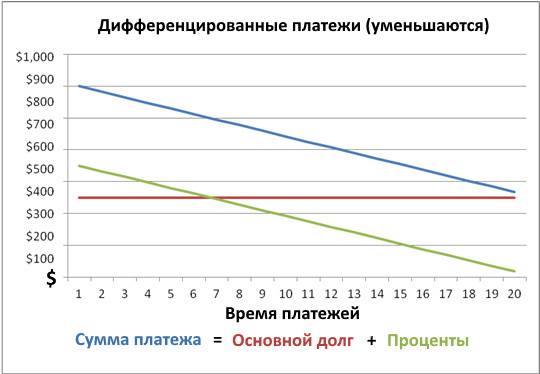 Дифференцированные платежи (уменьшаются)
$1,000
$900
$800
$700
$600
$500
$400
$300
$200
$100
$
1 2 3 4 5 6 7 8 9 10 11 12 13 14 15 16 17 18 19 20
Время платежей
Сумма платежа = Основной долг + Проценты